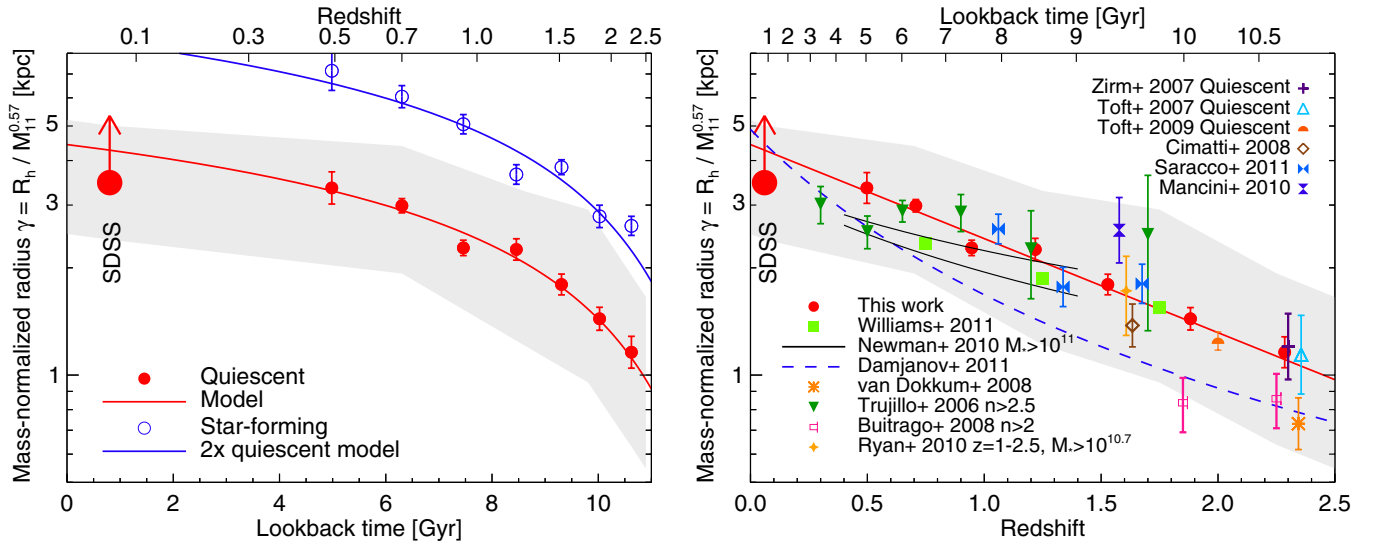 Redshift
0.1 0.3 0.5 0.7 1.0 1.5 2 2.5
Mass-normalized radius γ = R_h / M_11^0.57 [kpc]
5
3
1
SDSS
Quiescent
Model
Star-forming
2x quiescent model
0 2 4 6 8 10
Lookback time [Gyr]
Lookback time [Gyr]
1 2 3 4 5 6 7 8 9 10 10.5
Mass-normalized radius γ = R_h / M_11^0.57 [kpc]
5
3
1
SDSS
Zirm+ 2007 Quiescent
Toft+ 2007 Quiescent
Toft+ 2009 Quiescent
Cimatti+ 2008
Saracco+ 2011
Mancini+ 2010
This work
Williams+ 2011
Newman+ 2010 M_*>10^11
Damjanov+ 2011
van Dokkum+ 2008
Trujillo+ 2006 n>2.5
Buitrago+ 2008 n>2
Ryan+ 2010 z=1-2.5, M_*>10^10.7
0.0 0.5 1.0 1.5 2.0 2.5
Redshift